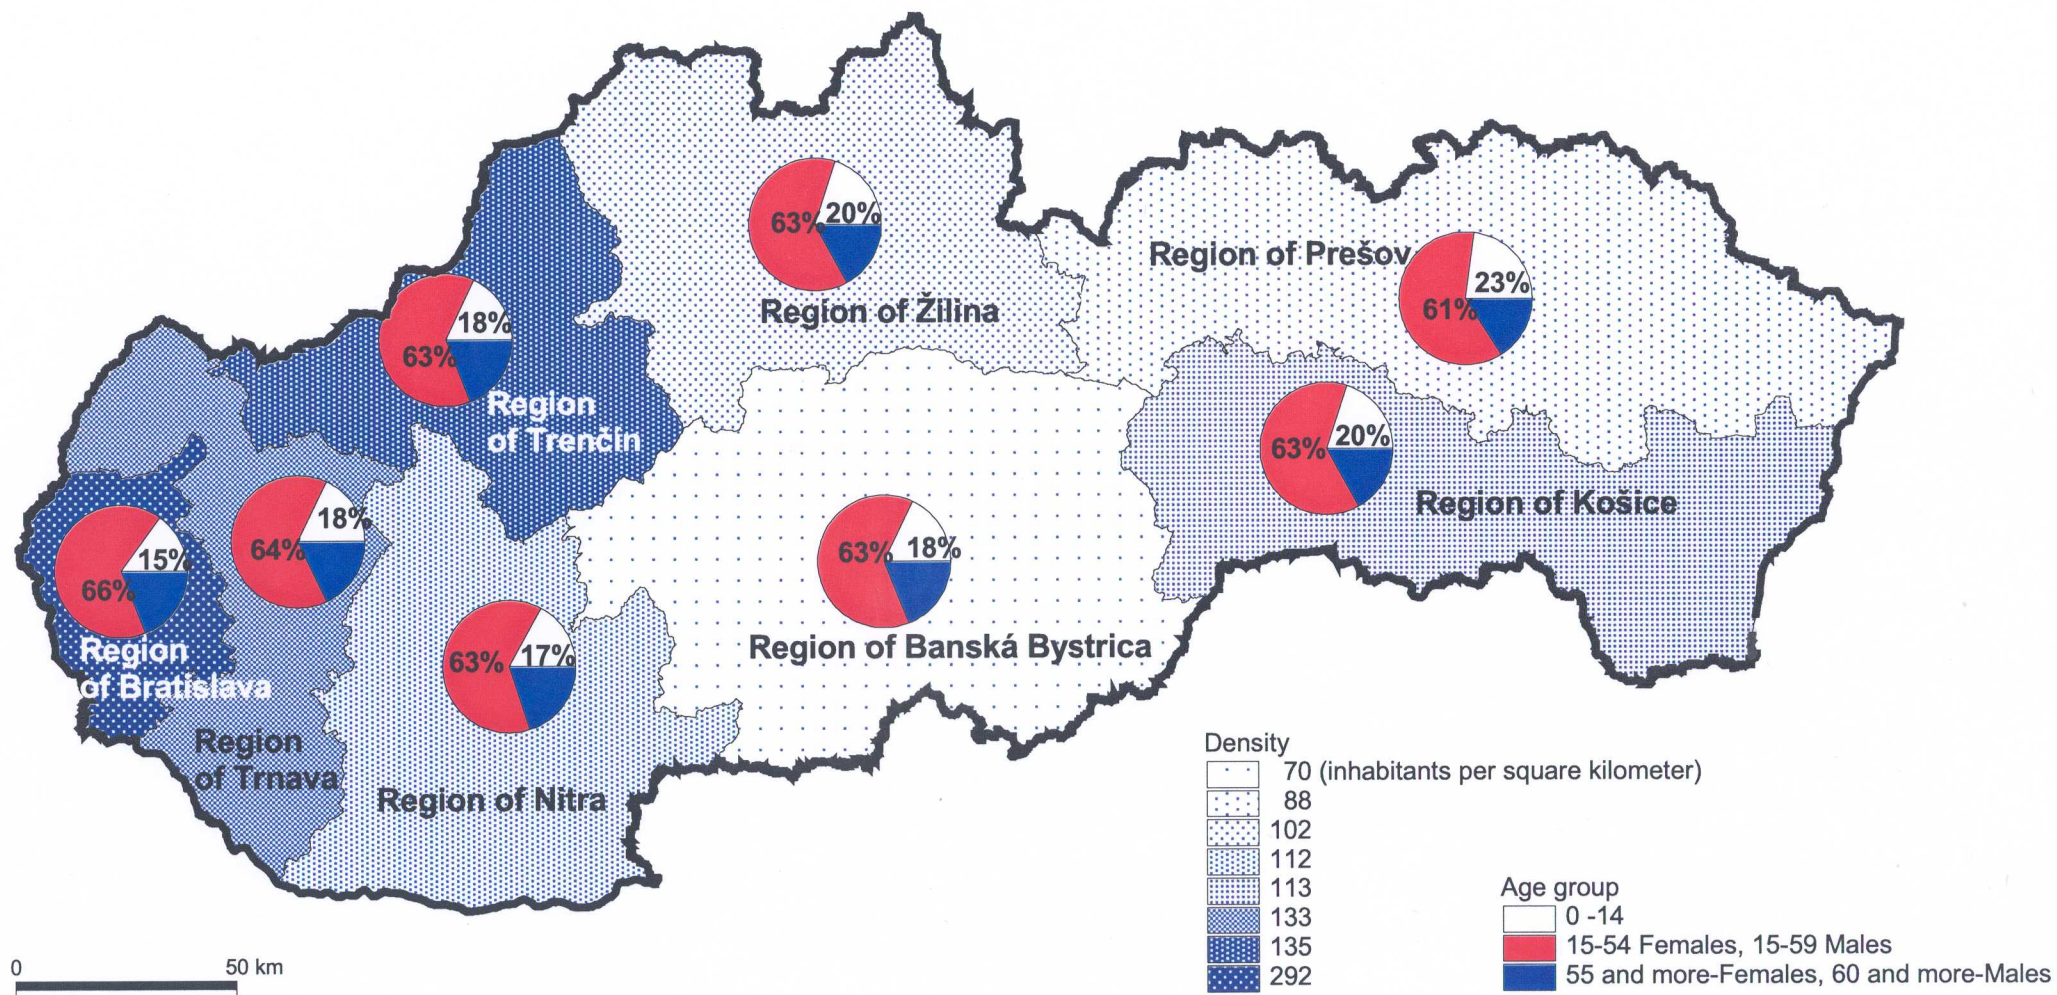 63%
20%
Region of Žilina
Region of Prešov
23%
61%
18%
63%
Region
of Trenčín
20%
63%
Region of Košice
18%
64%
15%
66%
Region
of Bratislava
63%
18%
Region of Banská Bystrica
63%
17%
Region
of Trnava
Region of Nitra
Density
70 (inhabitants per square kilometer)
88
102
112
113
133
135
292
Age group
0 -14
15-54 Females, 15-59 Males
55 and more-Females, 60 and more-Males
0
50 km